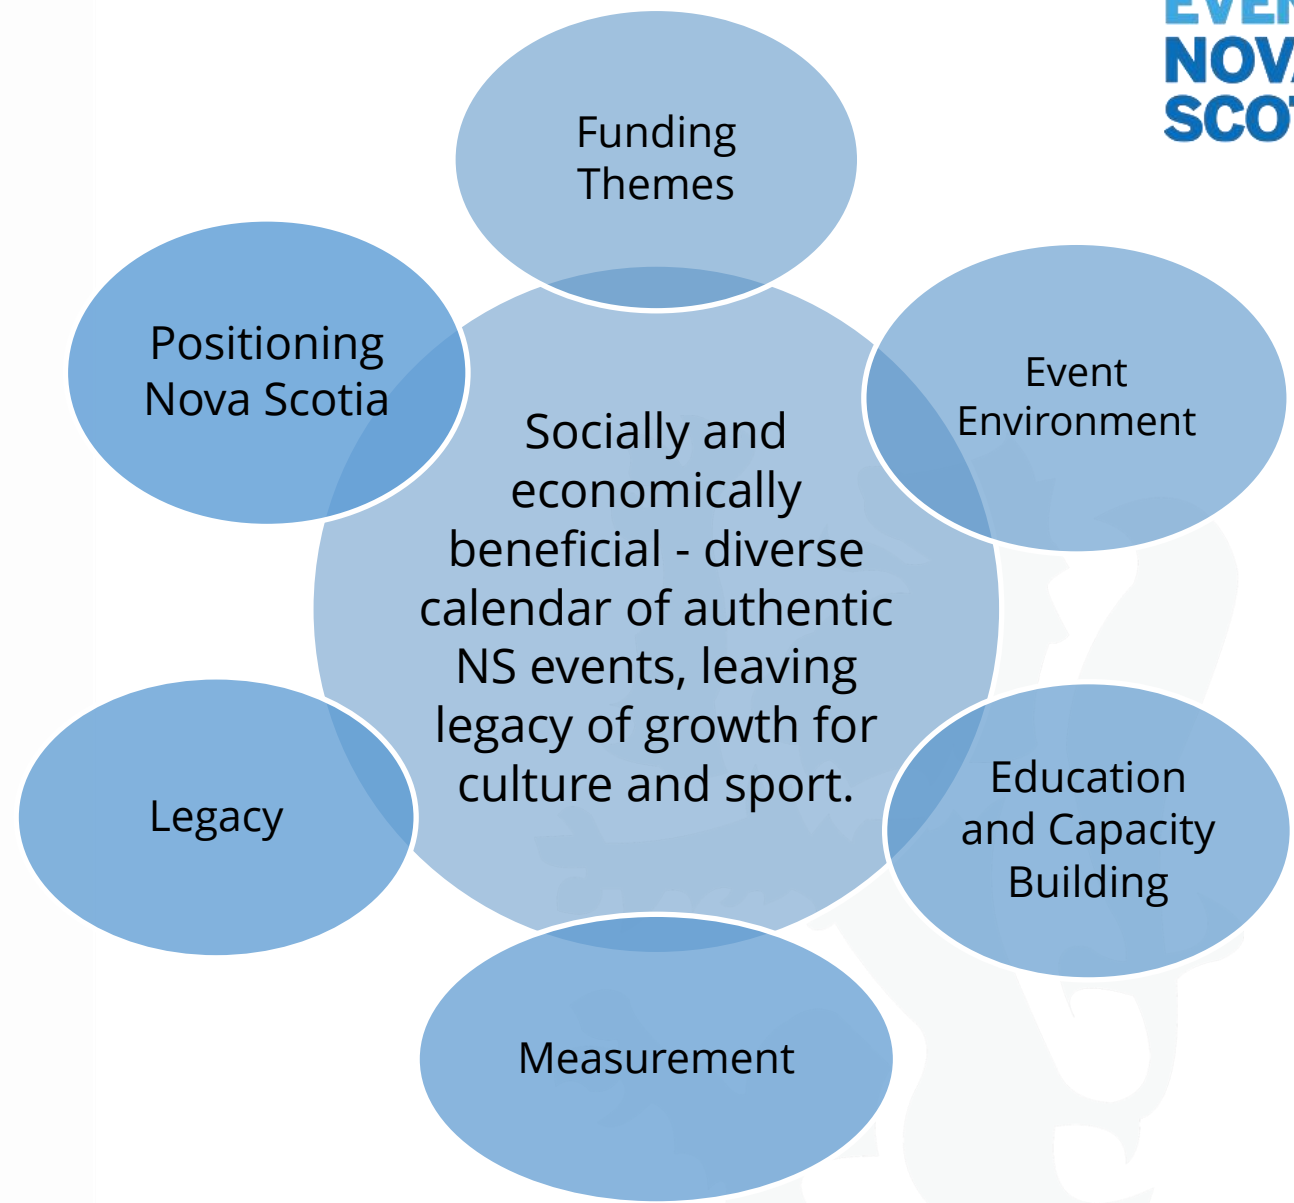 NOVA
Funding
Themes
Positioning
Nova Scotia
Event
Environment
Socially and
economically
beneficial - diverse
calendar of authentic
NS events, leaving
legacy of growth for
culture and sport.
Education
and Capacity
Building
Legacy
Measurement